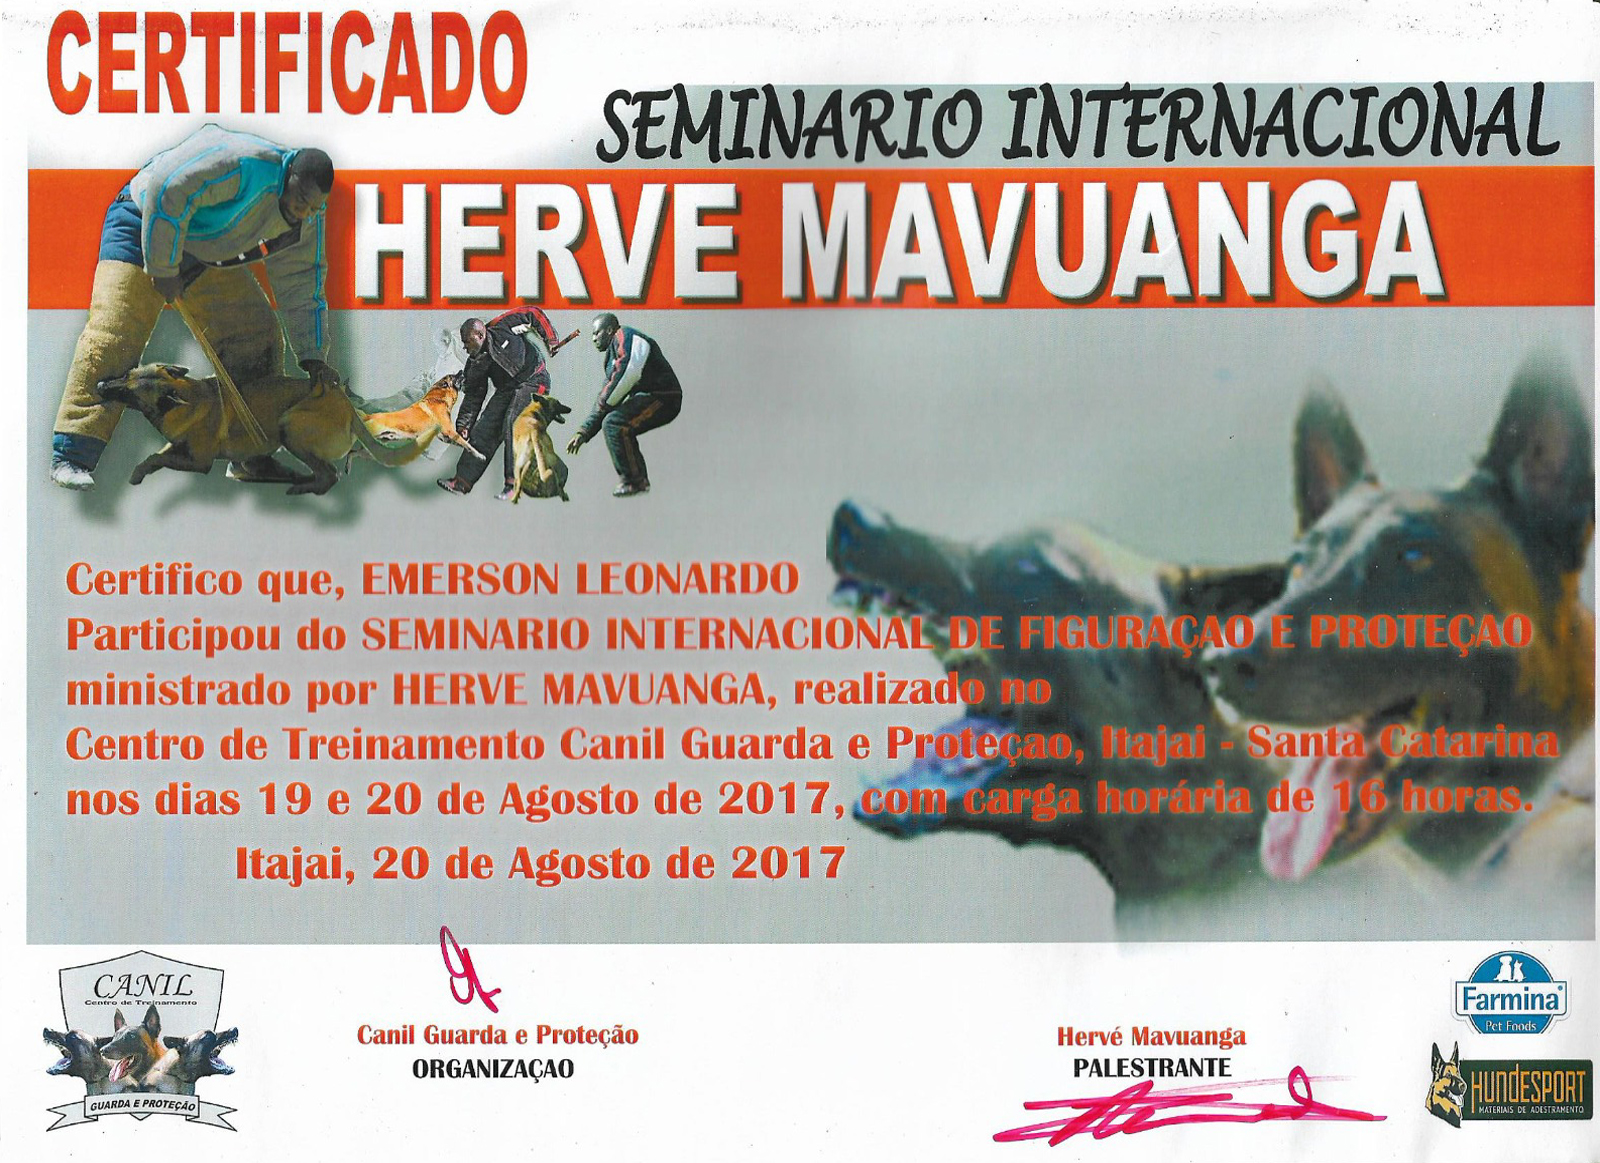 CERTIFICADO
SEMINARIO INTERNACIONAL
HERVE MAVUANGA
Certifico que, EMERSON LEONARDO
Participou do SEMINARIO INTERNACIONAL DE FIGURAÇAO E PROTEÇAO
ministrado por HERVE MAVUANGA, realizado no
Centro de Treinamento Canil Guarda e Proteçao, Itajai - Santa Catarina
nos dias 19 e 20 de Agosto de 2017, com carga horária de 16 horas.
Itajai, 20 de Agosto de 2017
CANIL
Centro de Treinamento
GUARDA E PROTEÇÃO
Canil Guarda e Proteção
ORGANIZAÇAO
Hervé Mavuanga
PALESTRANTE
Farmina®
Pet Foods
HUNDESPORT
MATERIAIS DE ADESTRAMENTO